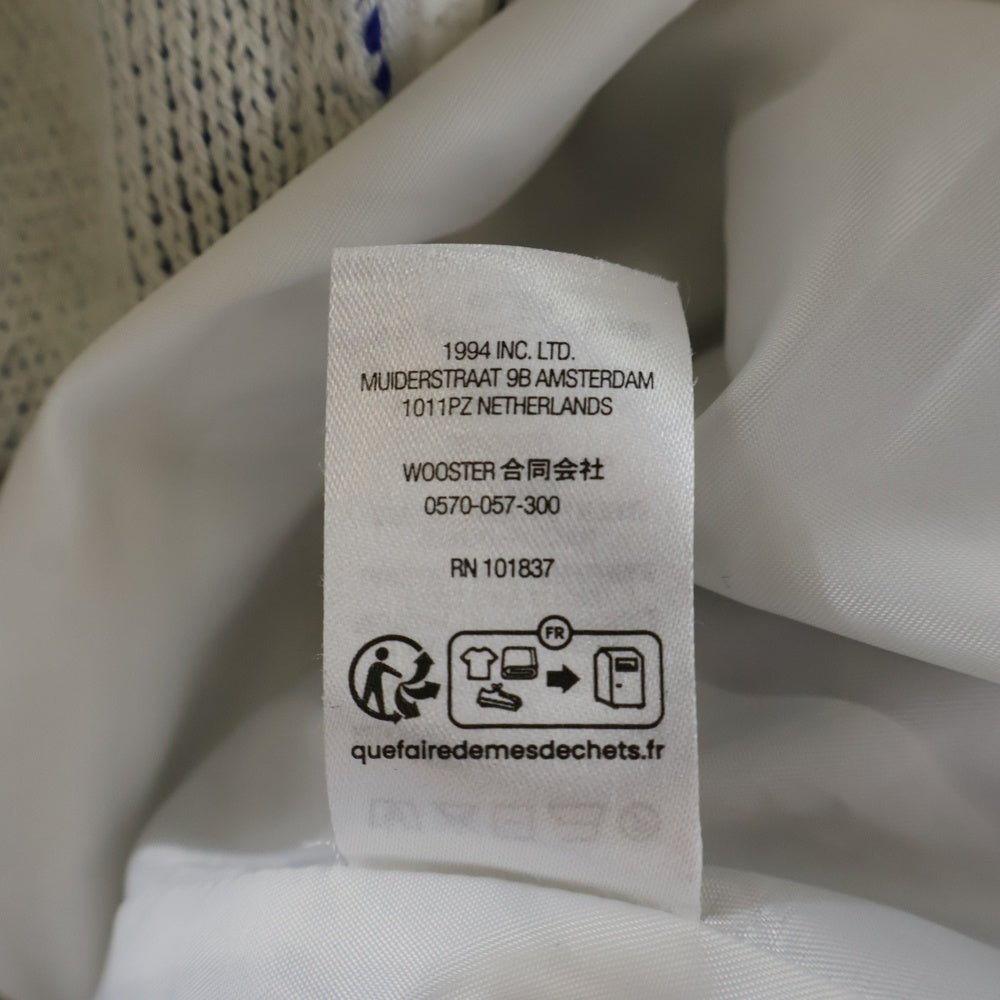 1994 INC. LTD.
MUIDERSTRAAT 9B AMSTERDAM
1011PZ NETHERLANDS
WOOSTER 合同会社
0570-057-300
RN 101837
FR
quefairedemesdechets.fr